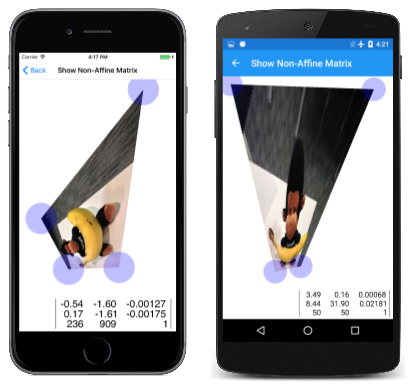 Carrier 4:17 PM
Back Show Non-Affine Matrix
-0.54 -1.60 -0.00127
0.17 -1.61 -0.00175
236 909 1
4:21
Show Non-Affine Matrix
3.49 0.16 0.00068
8.44 31.90 0.02181
50 50 1